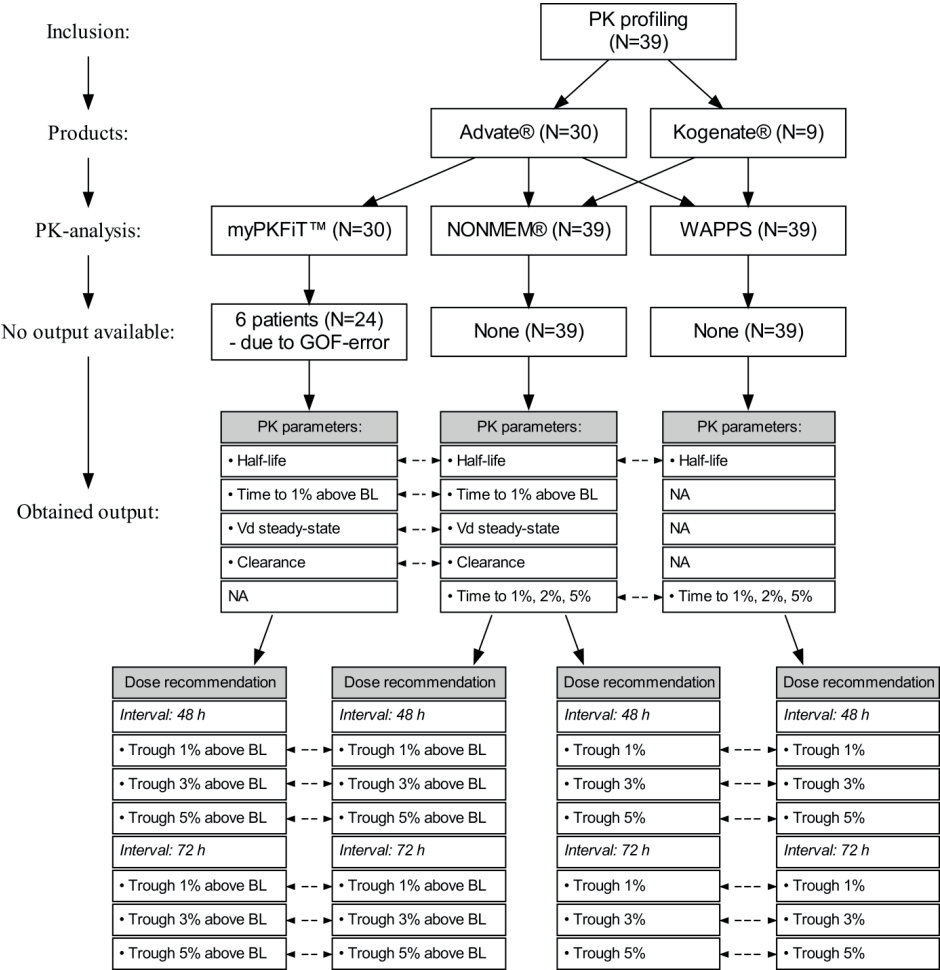 Inclusion:
PK profiling
(N=39)
Products:
Advate® (N=30)
Kogenate® (N=9)
PK-analysis:
myPKFiT™ (N=30)
NONMEM® (N=39)
WAPPS (N=39)
No output available:
6 patients (N=24)
- due to GOF-error
None (N=39)
None (N=39)
Obtained output:
PK parameters:
• Half-life
• Time to 1% above BL
• Vd steady-state
• Clearance
NA
PK parameters:
• Half-life
• Time to 1% above BL
• Vd steady-state
• Clearance
• Time to 1%, 2%, 5%
PK parameters:
• Half-life
NA
NA
NA
• Time to 1%, 2%, 5%
Dose recommendation
Interval: 48 h
• Trough 1% above BL
• Trough 3% above BL
• Trough 5% above BL
Interval: 72 h
• Trough 1% above BL
• Trough 3% above BL
• Trough 5% above BL
Dose recommendation
Interval: 48 h
• Trough 1% above BL
• Trough 3% above BL
• Trough 5% above BL
Interval: 72 h
• Trough 1% above BL
• Trough 3% above BL
• Trough 5% above BL
Dose recommendation
Interval: 48 h
• Trough 1%
• Trough 3%
• Trough 5%
Interval: 72 h
• Trough 1%
• Trough 3%
• Trough 5%
Dose recommendation
Interval: 48 h
• Trough 1%
• Trough 3%
• Trough 5%
Interval: 72 h
• Trough 1%
• Trough 3%
• Trough 5%